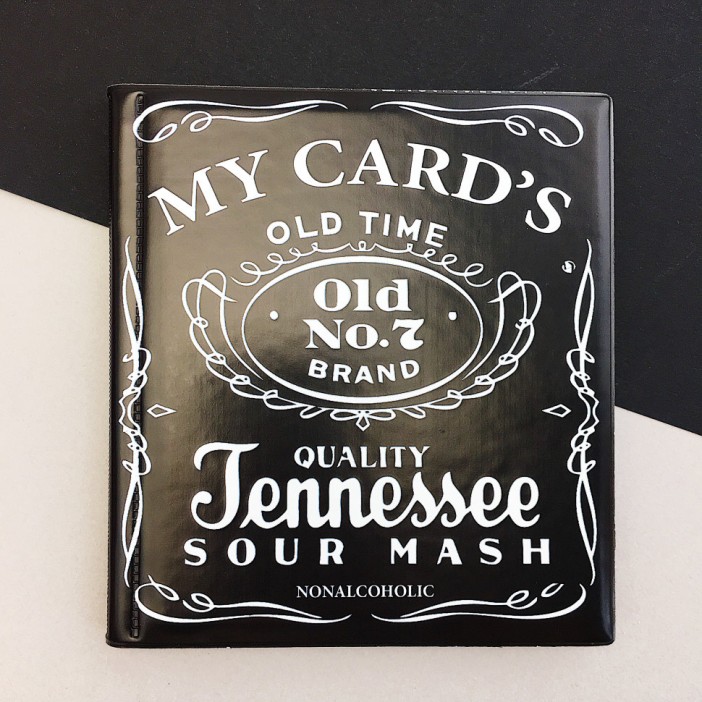 MY CARD'S
OLD TIME
Old
No.7
BRAND
QUALITY
Tennessee
SOUR MASH
NONALCOHOLIC